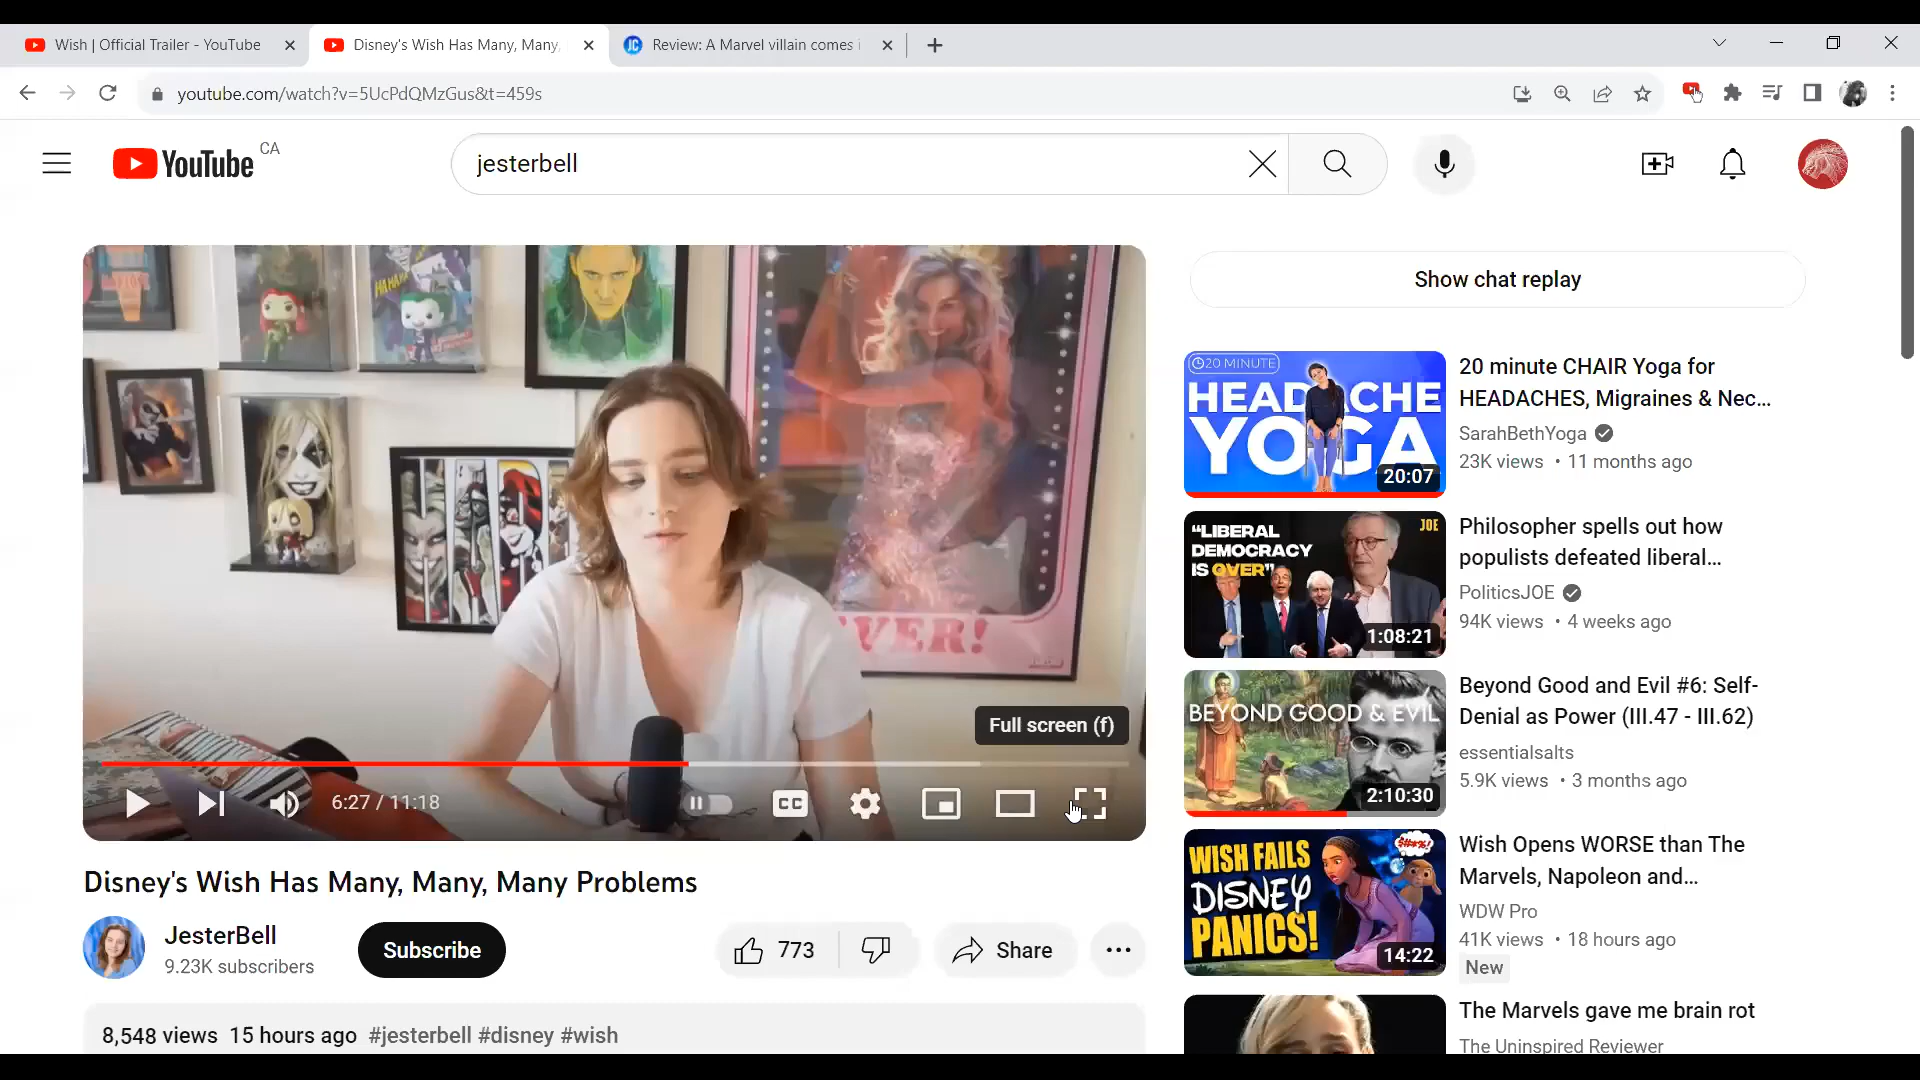 Wish | Official Trailer - YouTube
Disney's Wish Has Many, Many,
Review: A Marvel villain comes i
youtube.com/watch?v=5UcPdQMzGus&t=459s
YouTube CA
jesterbell
Show chat replay
HAHAHA
VER!
Full screen (f)
6:27 / 11:18
CC
Disney's Wish Has Many, Many, Many Problems
JesterBell
9.23K subscribers
Subscribe
773
Share
8,548 views 15 hours ago #jesterbell #disney #wish
20 MINUTE
HEADACHE
YOGA
20:07
20 minute CHAIR Yoga for
HEADACHES, Migraines & Nec...
SarahBethYoga
23K views • 11 months ago
"LIBERAL
DEMOCRACY
IS OVER"
JOE
1:08:21
Philosopher spells out how
populists defeated liberal...
PoliticsJOE
94K views • 4 weeks ago
BEYOND GOOD & EVIL
2:10:30
Beyond Good and Evil #6: Self-
Denial as Power (III.47 - III.62)
essentialsalts
5.9K views • 3 months ago
WISH FAILS
DISNEY
PANICS!
14:22
Wish Opens WORSE than The
Marvels, Napoleon and...
WDW Pro
41K views • 18 hours ago
New
The Marvels gave me brain rot
The Uninspired Reviewer